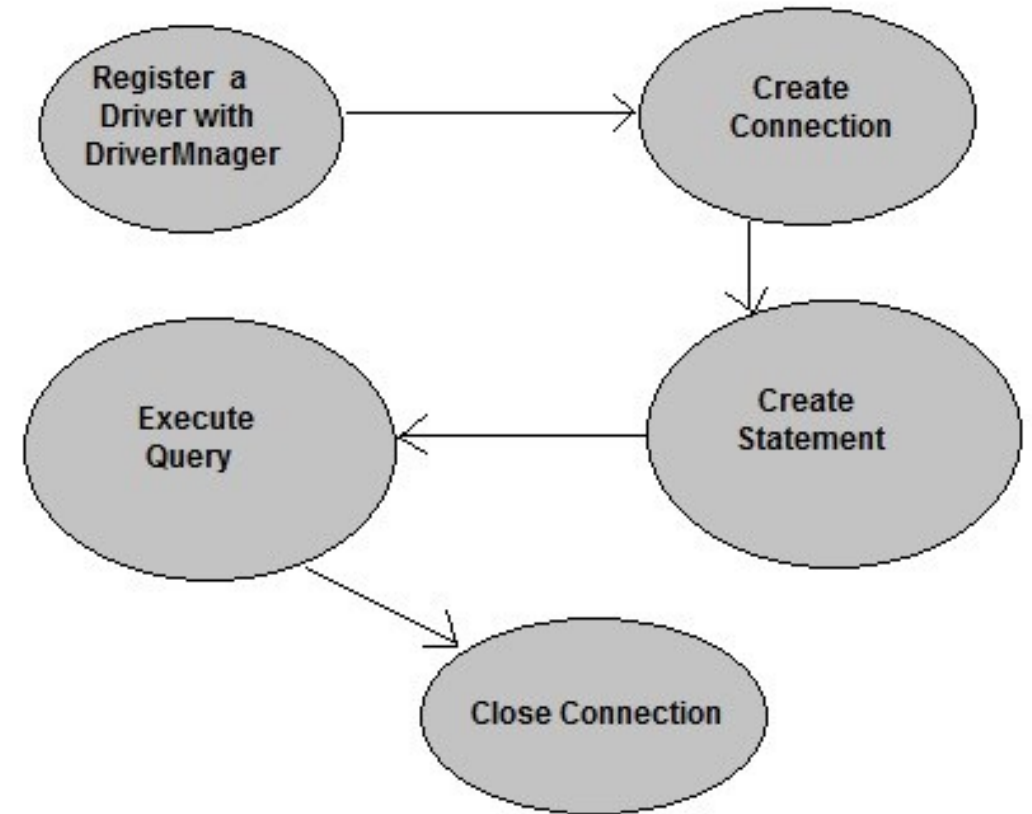 Register a
Driver with
DriverMnager
Create
Connection
Create
Statement
Execute
Query
Close Connection